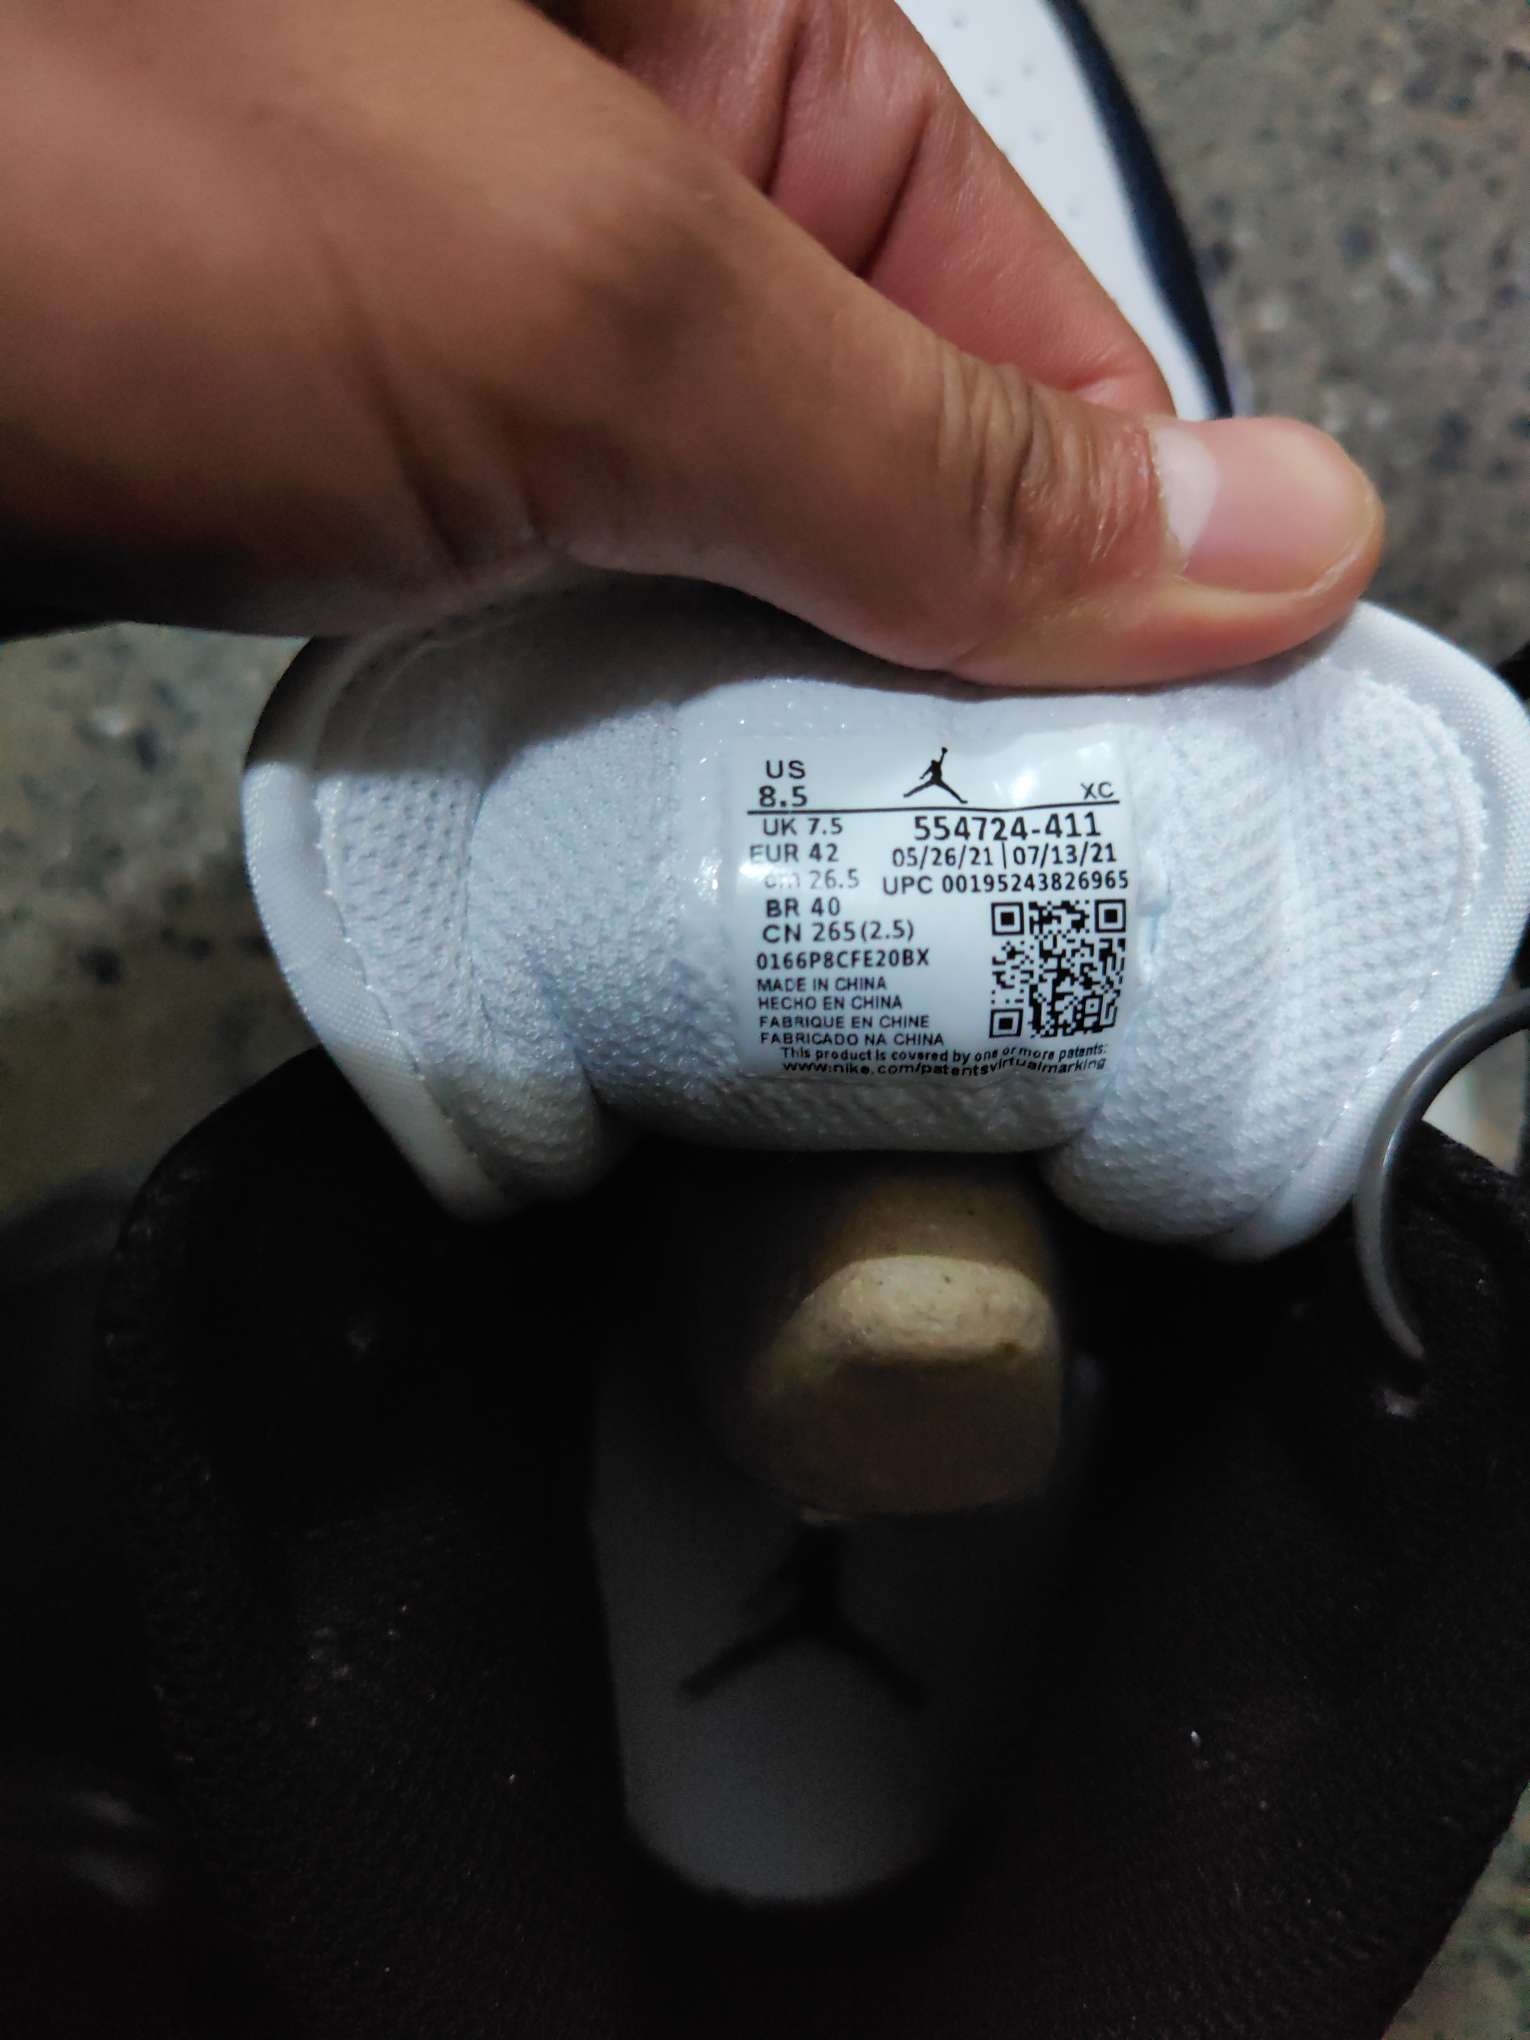 US
8.5 XC
UK 7.5 554724-411
EUR 42 05/26/21 | 07/13/21
cm 26.5 UPC 00195243826965
BR 40
CN 265(2.5)
0166P8CFE20BX
MADE IN CHINA
HECHO EN CHINA
FABRIQUE EN CHINE
FABRICADO NA CHINA
This product is covered by one or more patents:
www.nike.com/patentsvirtualmarking